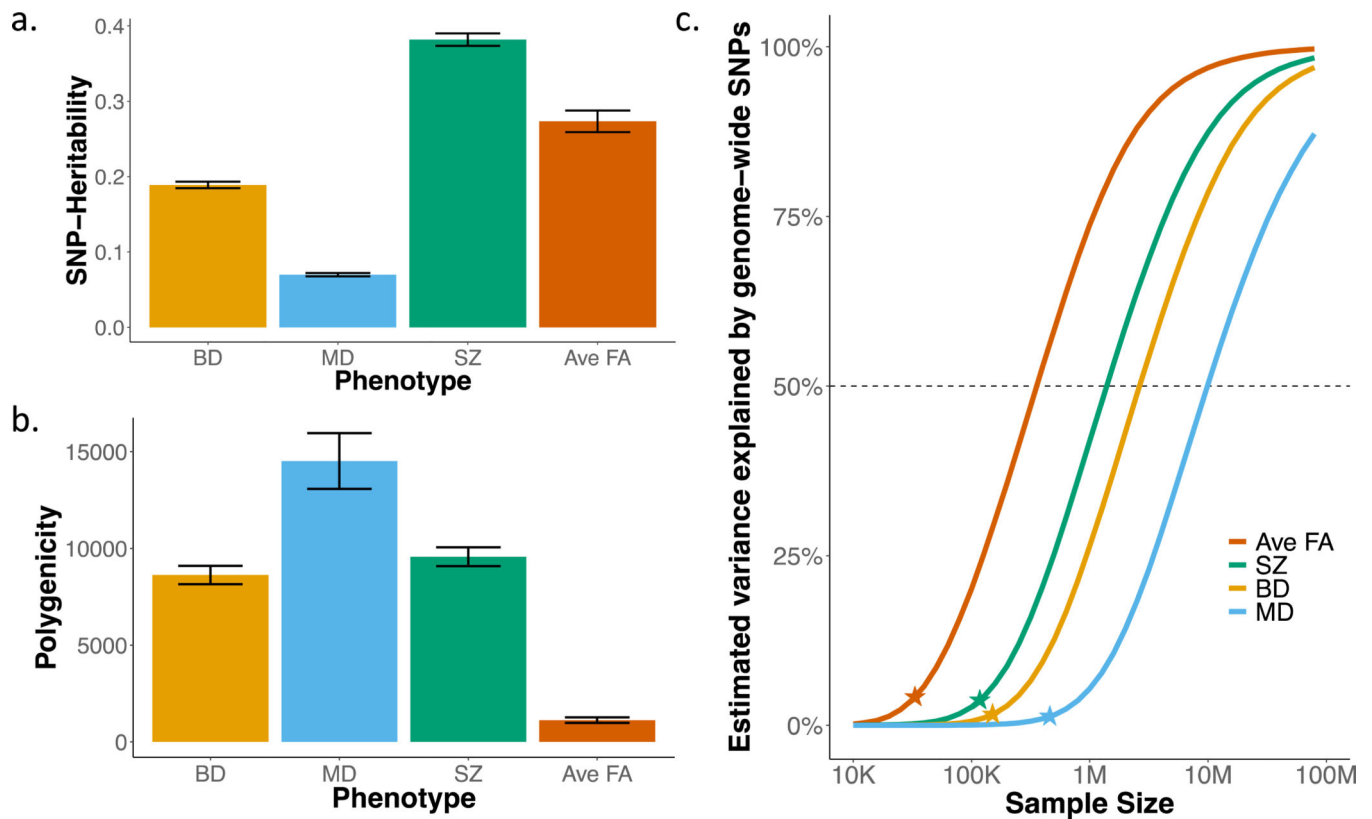 a.
SNP−Heritability
0.4
0.3
0.2
0.1
0.0
BD MD SZ Ave FA
Phenotype
b.
Polygenicity
15000
10000
5000
0
BD MD SZ Ave FA
Phenotype
c.
Estimated variance explained by genome−wide SNPs
100%
75%
50%
25%
0%
Ave FA
SZ
BD
MD
10K 100K 1M 10M 100M
Sample Size